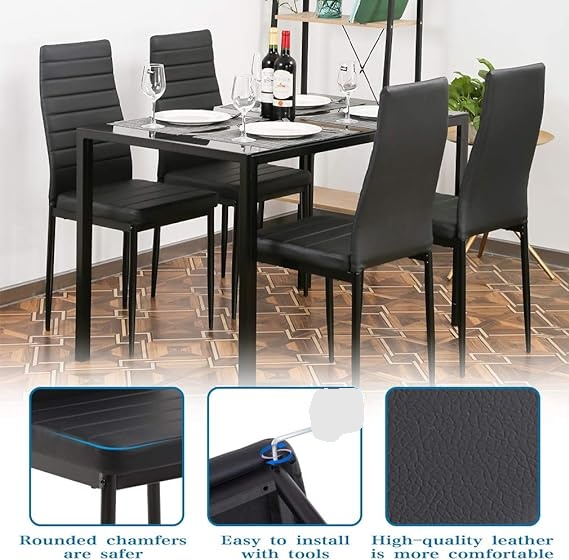 Rounded chamfers
are safer
Easy to install
with tools
High-quality leather
is more comfortable